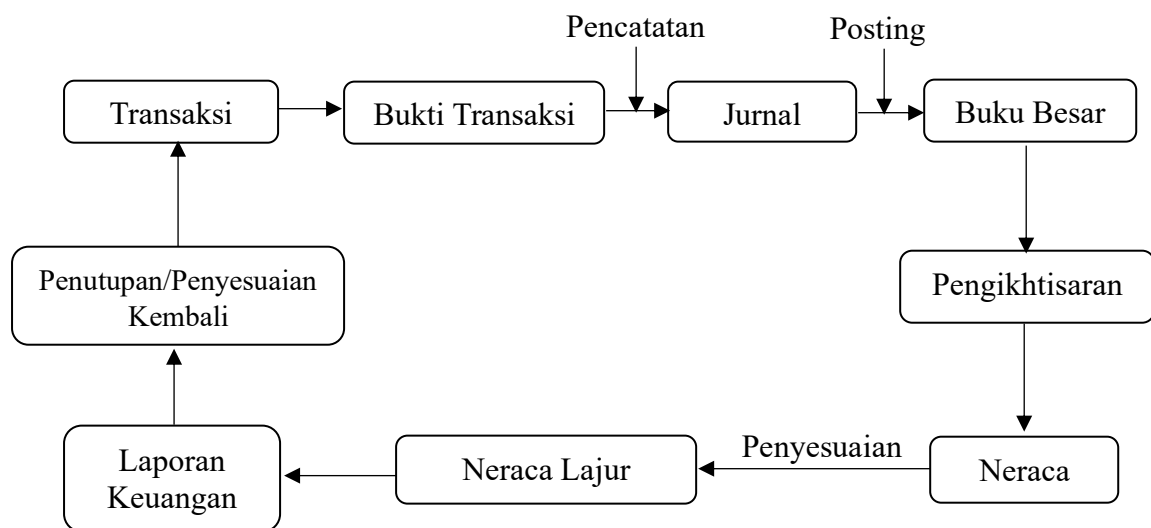 Pencatatan
Posting
Transaksi
Bukti Transaksi
Jurnal
Buku Besar
Penutupan/Penyesuaian
Kembali
Pengikhtisaran
Laporan
Keuangan
Neraca Lajur
Penyesuaian
Neraca